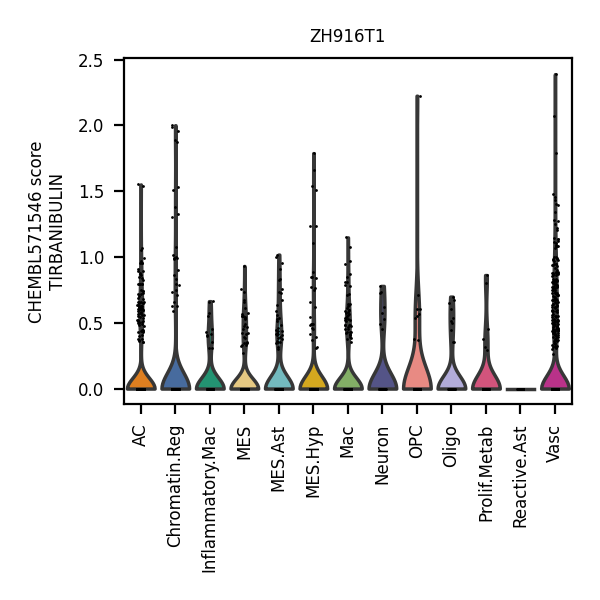 ZH916T1
CHEMBL571546 score
TIRBANIBULIN
2.5
2.0
1.5
1.0
0.5
0.0
AC
Chromatin.Reg
Inflammatory.Mac
MES
MES.Ast
MES.Hyp
Mac
Neuron
OPC
Oligo
Prolif.Metab
Reactive.Ast
Vasc